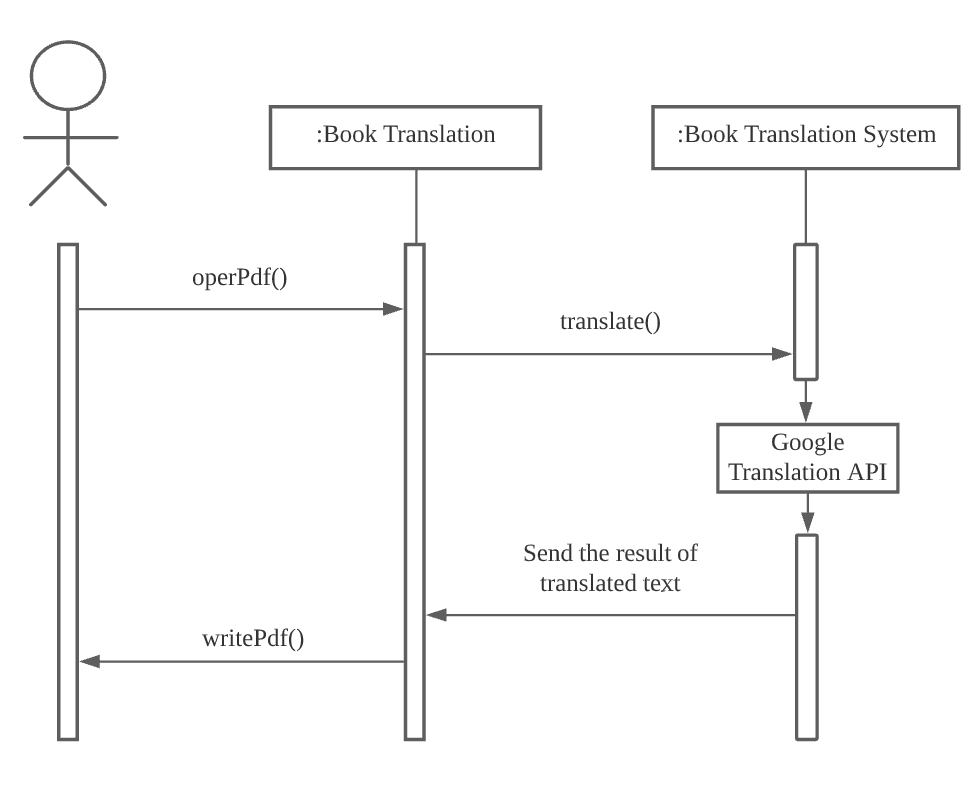 :Book Translation
:Book Translation System
operPdf()
translate()
Google
Translation API
Send the result of
translated text
writePdf()